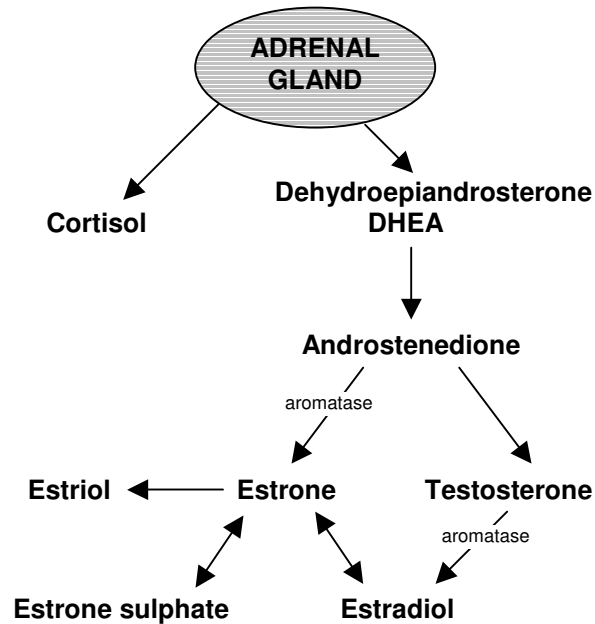 ADRENAL
GLAND
Dehydroepiandrosterone
DHEA
Cortisol
Androstenedione
aromatase
Estriol
Estrone
Testosterone
aromatase
Estrone sulphate
Estradiol